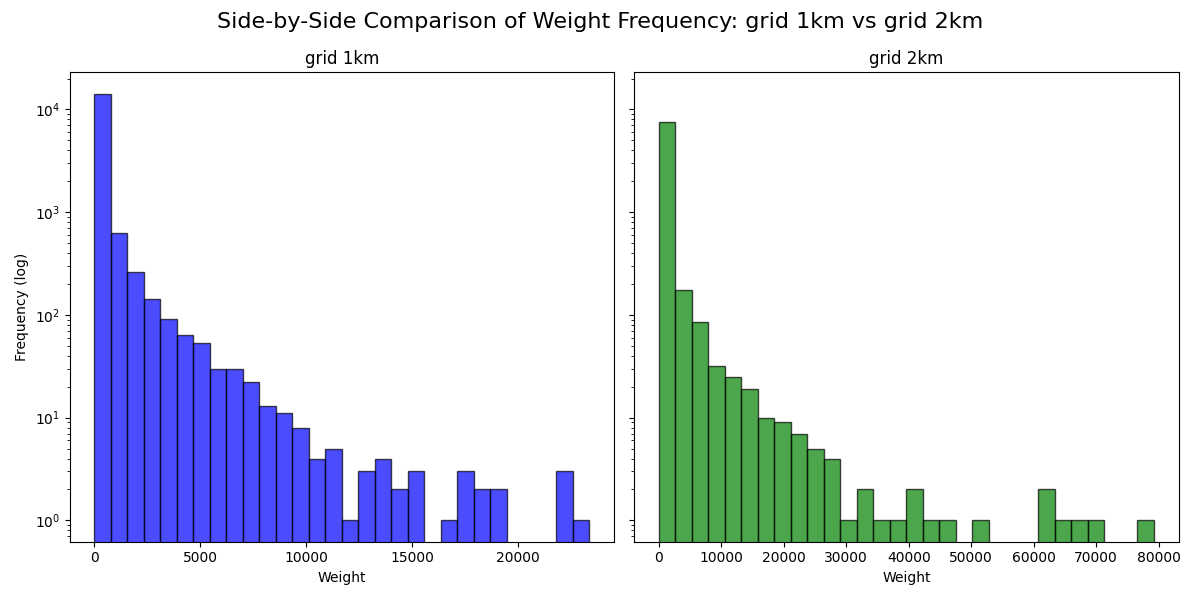 Side-by-Side Comparison of Weight Frequency: grid 1km vs grid 2km
grid 1km
grid 2km
Frequency (log)
10⁴
10³
10²
10¹
10⁰
0 5000 10000 15000 20000
0 10000 20000 30000 40000 50000 60000 70000 80000
Weight
Weight